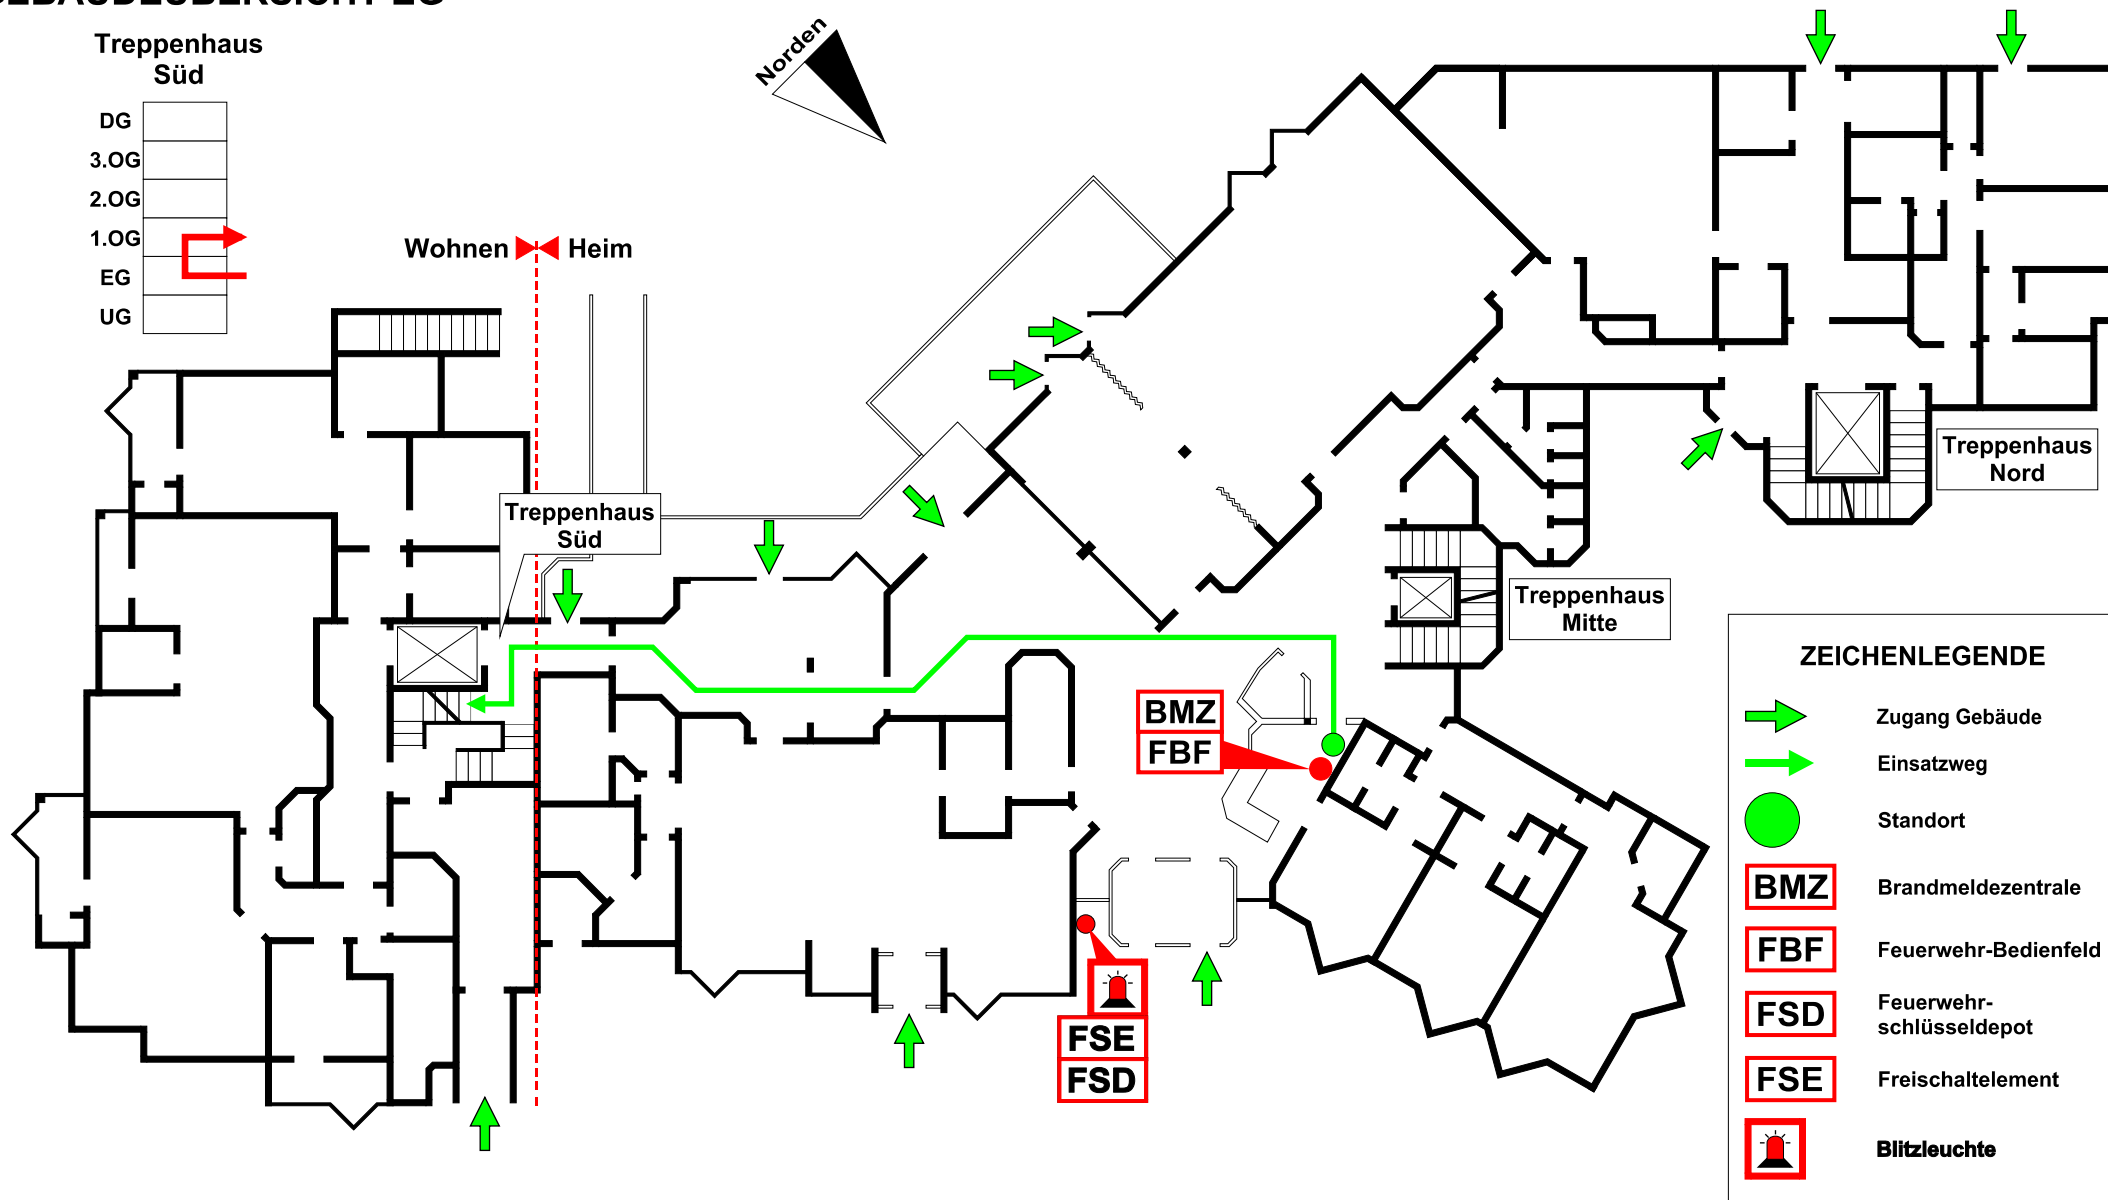 GEBÄUDEÜBERSICHT EG
Treppenhaus
Süd
DG
3.OG
2.OG
1.OG
EG
UG
Norden
Wohnen
Heim
Treppenhaus
Süd
Treppenhaus
Nord
Treppenhaus
Mitte
BMZ
FBF
FSE
FSD
ZEICHENLEGENDE
Zugang Gebäude
Einsatzweg
Standort
BMZ
Brandmeldezentrale
FBF
Feuerwehr-Bedienfeld
FSD
Feuerwehr-
schlüsseldepot
FSE
Freischaltelement
Blitzleuchte